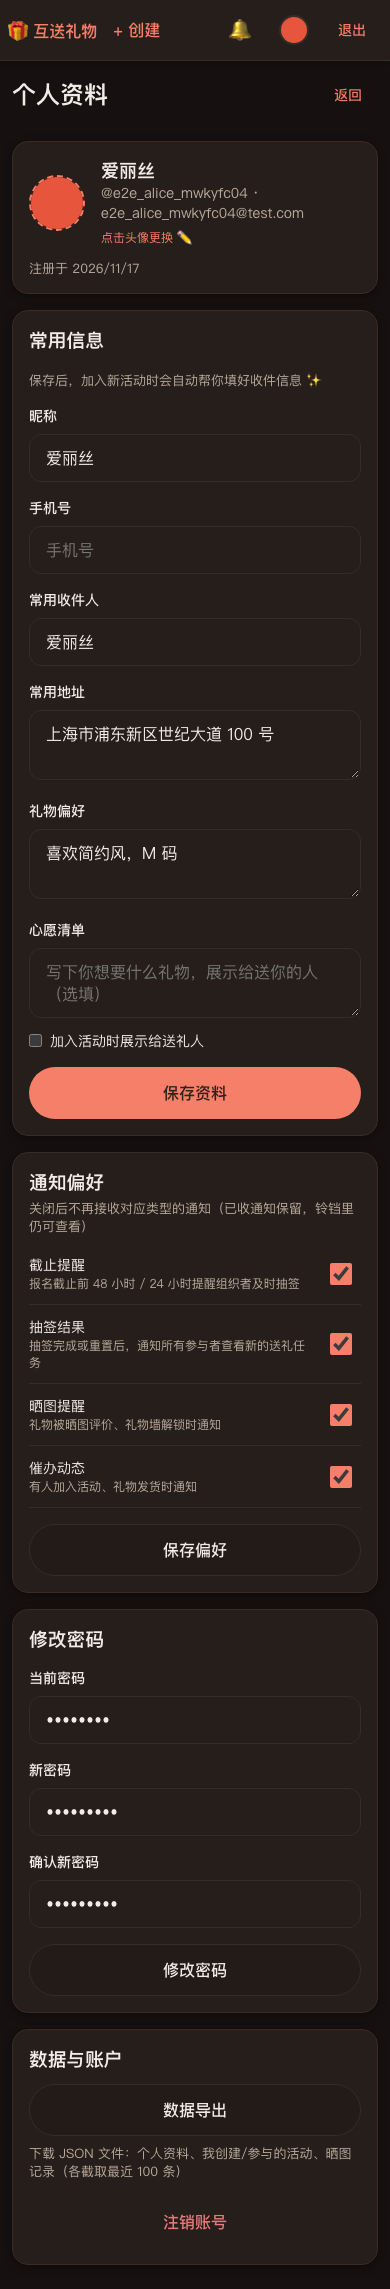 🎁 互送礼物 + 创建 🔔 退出
个人资料 返回
爱丽丝
@e2e_alice_mwkyfc04 ·
e2e_alice_mwkyfc04@test.com
点击头像更换 ✏️
注册于 2026/11/17
常用信息
保存后，加入新活动时会自动帮你填好收件信息 ✨
昵称
爱丽丝
手机号
手机号
常用收件人
爱丽丝
常用地址
上海市浦东新区世纪大道 100 号
礼物偏好
喜欢简约风，M 码
心愿清单
写下你想要什么礼物，展示给送你的人
（选填）
加入活动时展示给送礼人
保存资料
通知偏好
关闭后不再接收对应类型的通知（已收通知保留，铃铛里
仍可查看）
截止提醒
报名截止前 48 小时 / 24 小时提醒组织者及时抽签
抽签结果
抽签完成或重置后，通知所有参与者查看新的送礼任
务
晒图提醒
礼物被晒图评价、礼物墙解锁时通知
催办动态
有人加入活动、礼物发货时通知
保存偏好
修改密码
当前密码
••••••••
新密码
•••••••••
确认新密码
•••••••••
修改密码
数据与账户
数据导出
下载 JSON 文件：个人资料、我创建/参与的活动、晒图
记录（各截取最近 100 条）
注销账号